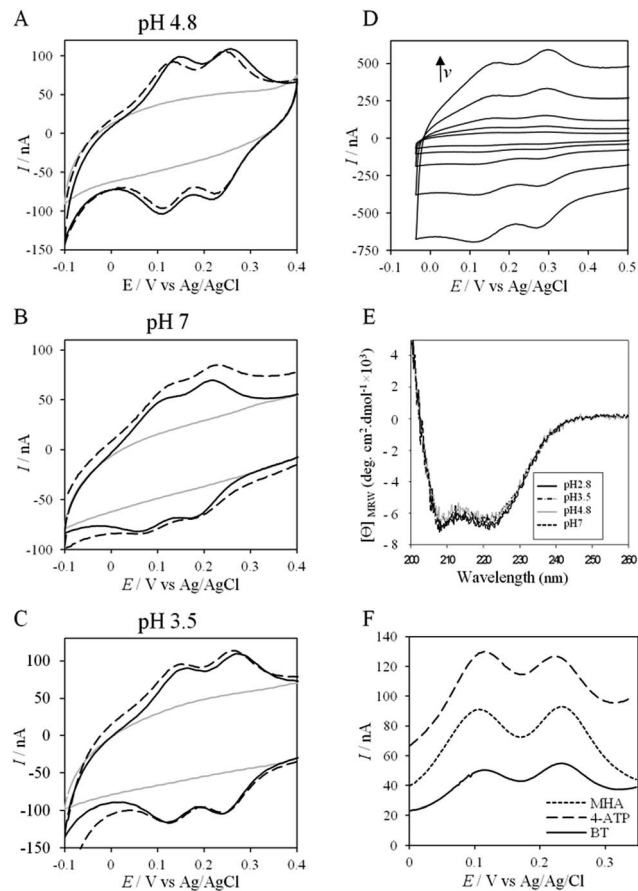 A
pH 4.8
I / nA
100
50
0
-50
-100
-150
-0.1 0 0.1 0.2 0.3 0.4
E / V vs Ag/AgCl
B
pH 7
I / nA
100
50
0
-50
-100
-0.1 0 0.1 0.2 0.3 0.4
E / V vs Ag/AgCl
C
pH 3.5
I / nA
100
50
0
-50
-100
-150
-0.1 0 0.1 0.2 0.3 0.4
E / V vs Ag/AgCl
D
v
I / nA
500
250
0
-250
-500
-750
0.0 0.1 0.2 0.3 0.4 0.5
E / V vs Ag/AgCl
E
[Θ] MRW (deg. cm².dmol⁻¹×10³)
4
2
0
-2
-4
-6
-8
pH2.8
pH3.5
pH4.8
pH7
200 210 220 230 240 250 260
Wavelength (nm)
F
I / nA
140
120
100
80
60
40
20
0
MHA
4-ATP
BT
0 0.1 0.2 0.3
E / V vs Ag/Ag/Cl